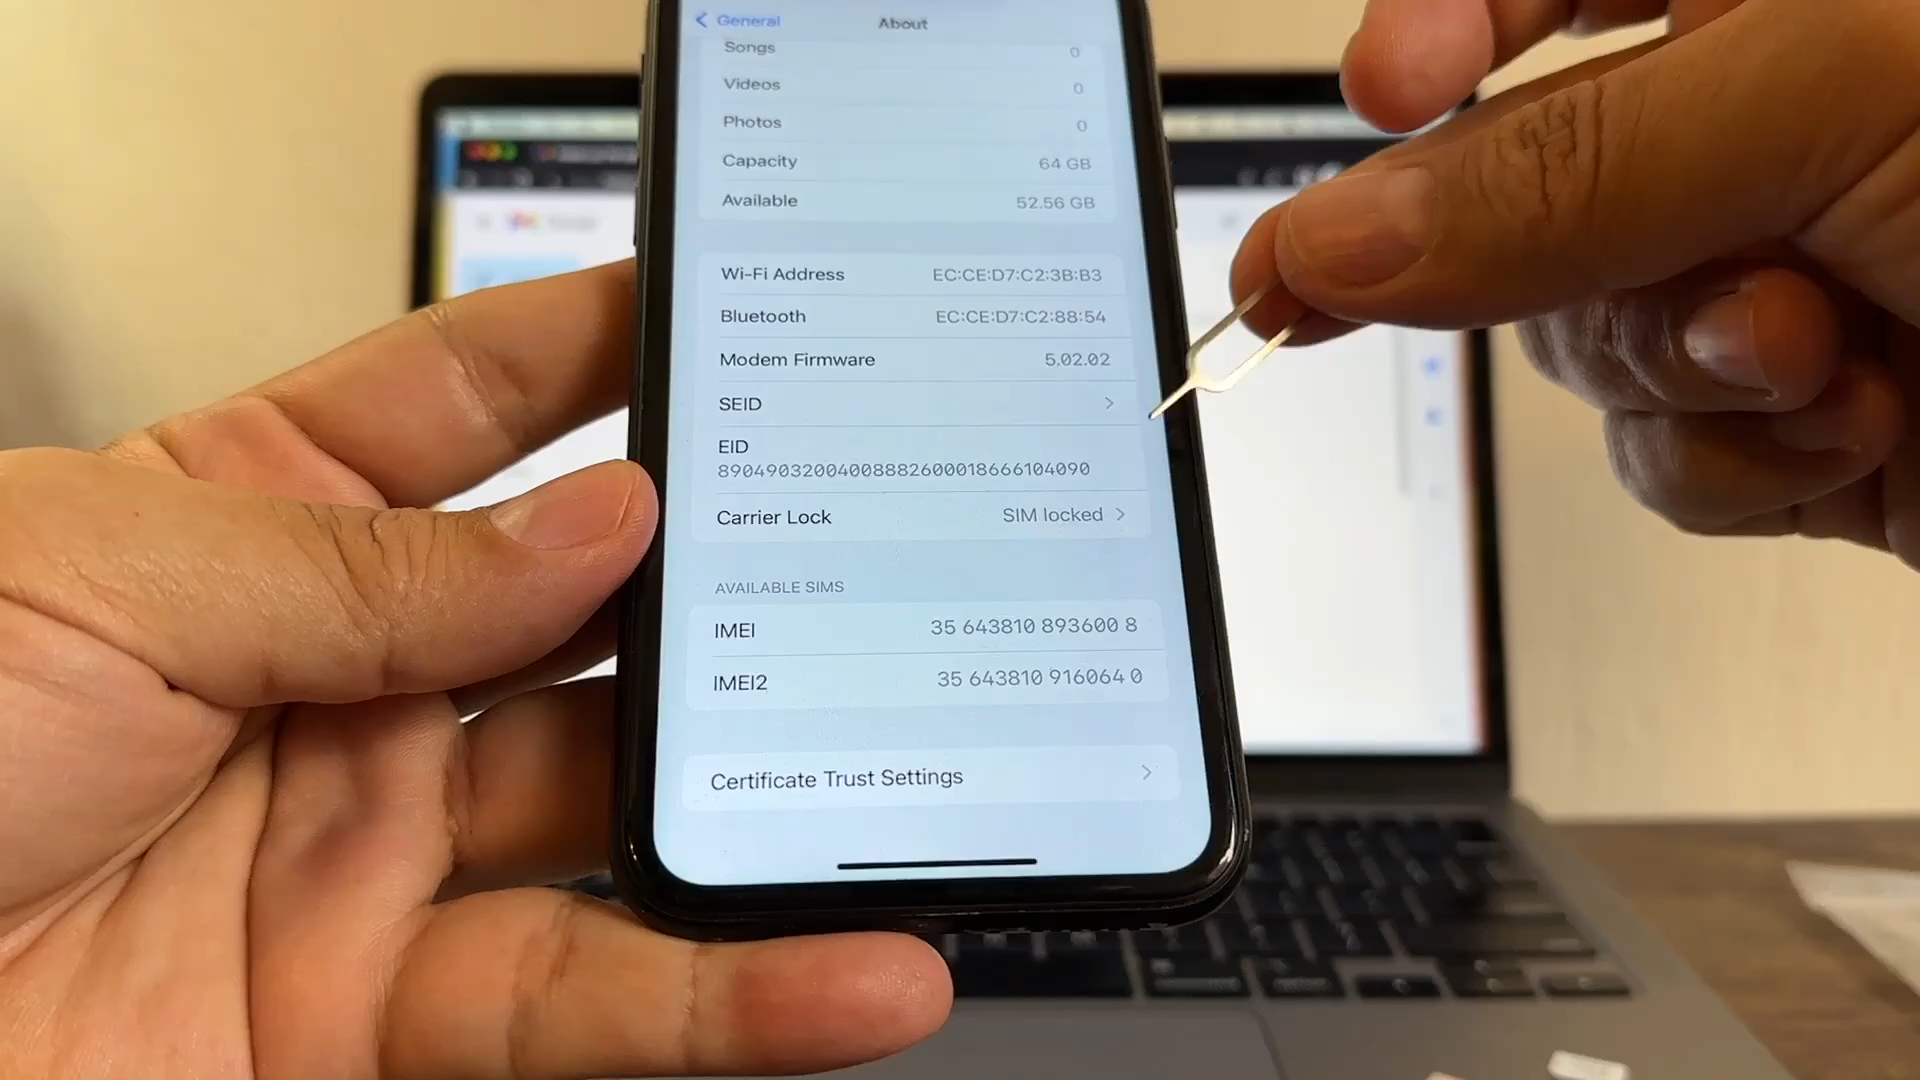 General
About
Songs 0
Videos 0
Photos 0
Capacity 64 GB
Available 52.56 GB
Wi-Fi Address EC:CE:D7:C2:3B:B3
Bluetooth EC:CE:D7:C2:88:54
Modem Firmware 5.02.02
SEID
EID
89049032004008882600018666104090
Carrier Lock SIM locked
AVAILABLE SIMS
IMEI 35 643810 893600 8
IMEI2 35 643810 916064 0
Certificate Trust Settings